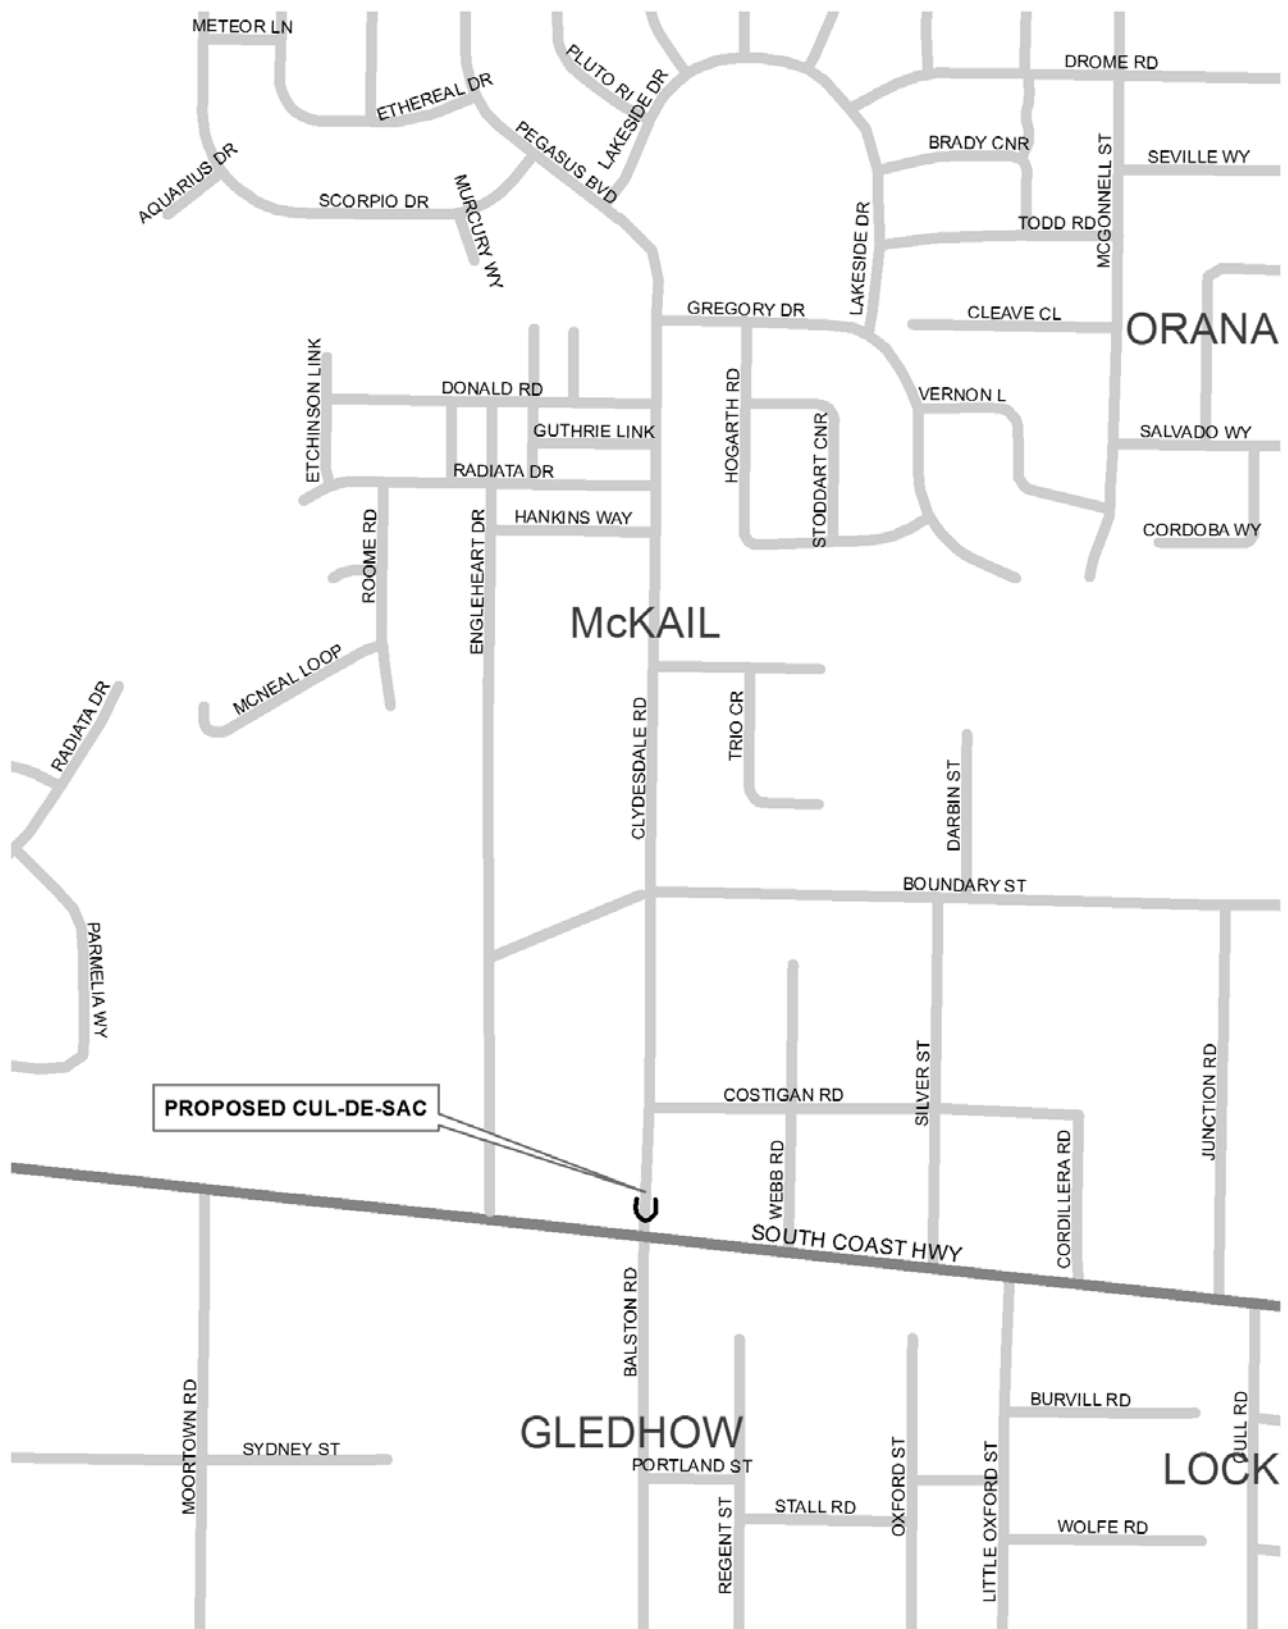 METEOR LN
PLUTO RI
LAKESIDE DR
DROME RD
ETHEREAL DR
PEGASUS BVD
BRADY CNR
MCGONNELL ST
SEVILLE WY
AQUARIUS DR
SCORPIO DR
MURCURY WY
LAKESIDE DR
TODD RD
GREGORY DR
CLEAVE CL
ORANA
ETCHINSON LINK
DONALD RD
HOGARTH RD
VERNON L
GUTHRIE LINK
STODDART CNR
SALVADO WY
RADIATA DR
ROOME RD
ENGLEHEART DR
HANKINS WAY
CORDOBA WY
McKAIL
MCNEAL LOOP
RADIATA DR
CLYDESDALE RD
TRIO CR
DARBIN ST
BOUNDARY ST
PARMELIA WY
PROPOSED CUL-DE-SAC
COSTIGAN RD
SILVER ST
JUNCTION RD
WEBB RD
CORDILLERA RD
SOUTH COAST HWY
BALSTON RD
MOORTOWN RD
BURVILL RD
CULL RD
GLEDHOW
SYDNEY ST
PORTLAND ST
OXFORD ST
LITTLE OXFORD ST
LOCK
REGENT ST
STALL RD
WOLFE RD